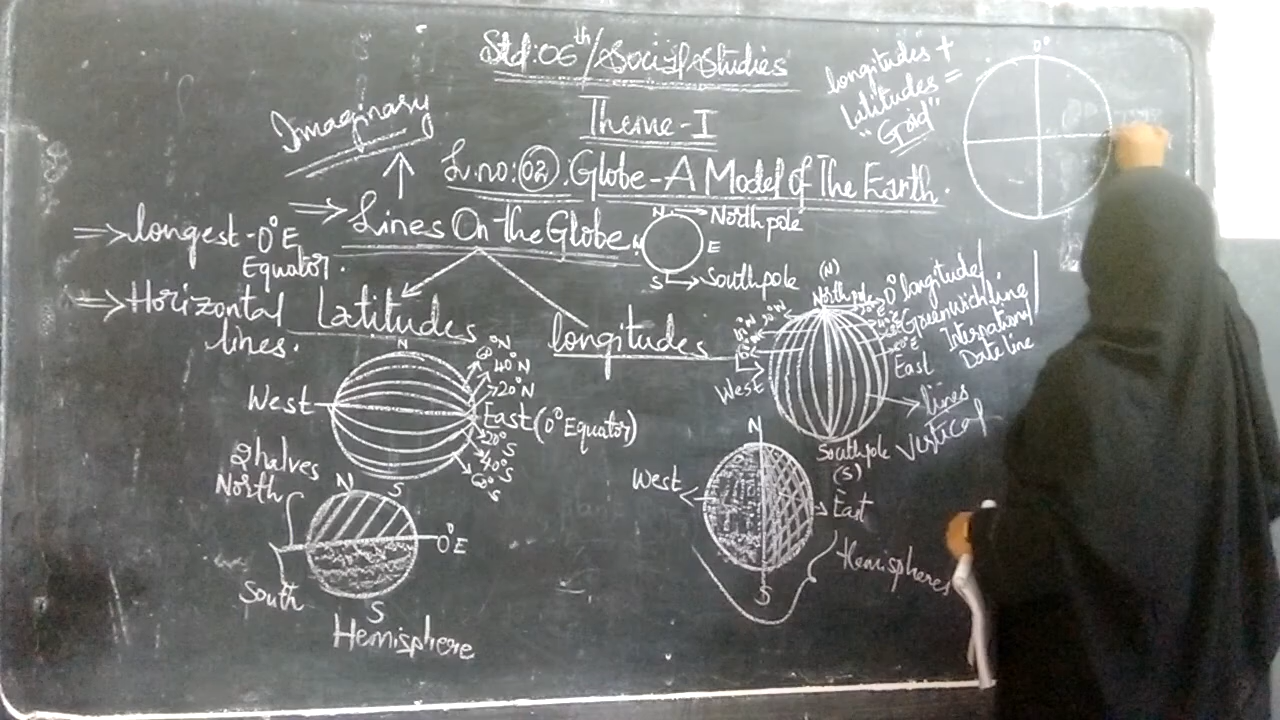 Std:06th/Social Studies
Theme-I
L.no:02.Globe-A Model of The Earth.
Imaginary
⇒Lines On the Globe.
longitudes +
latitudes =
"Grid"
0°
N → North pole
E
S → South pole
⇒longest-0°E
Equator.
⇒Horizontal
lines.
Latitudes
longitudes
N
40°N
20°N
West
East (0° Equator)
20°S
40°S
60°S
S
(N)
North pole
0° longitude/
Greenwich line/
International
Date line
West
East
lines
Vertical
South pole
(S)
2 halves
North
N
0°E
South
S
Hemisphere
N
West
East
S
Hemispheres